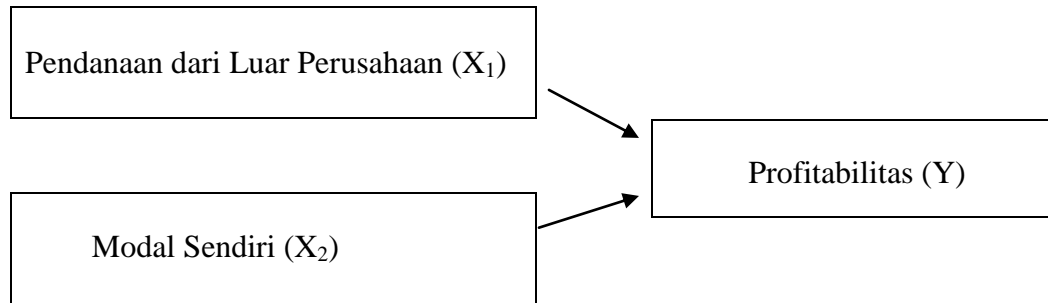 Pendanaan dari Luar Perusahaan (X₁)
Profitabilitas (Y)
Modal Sendiri (X₂)